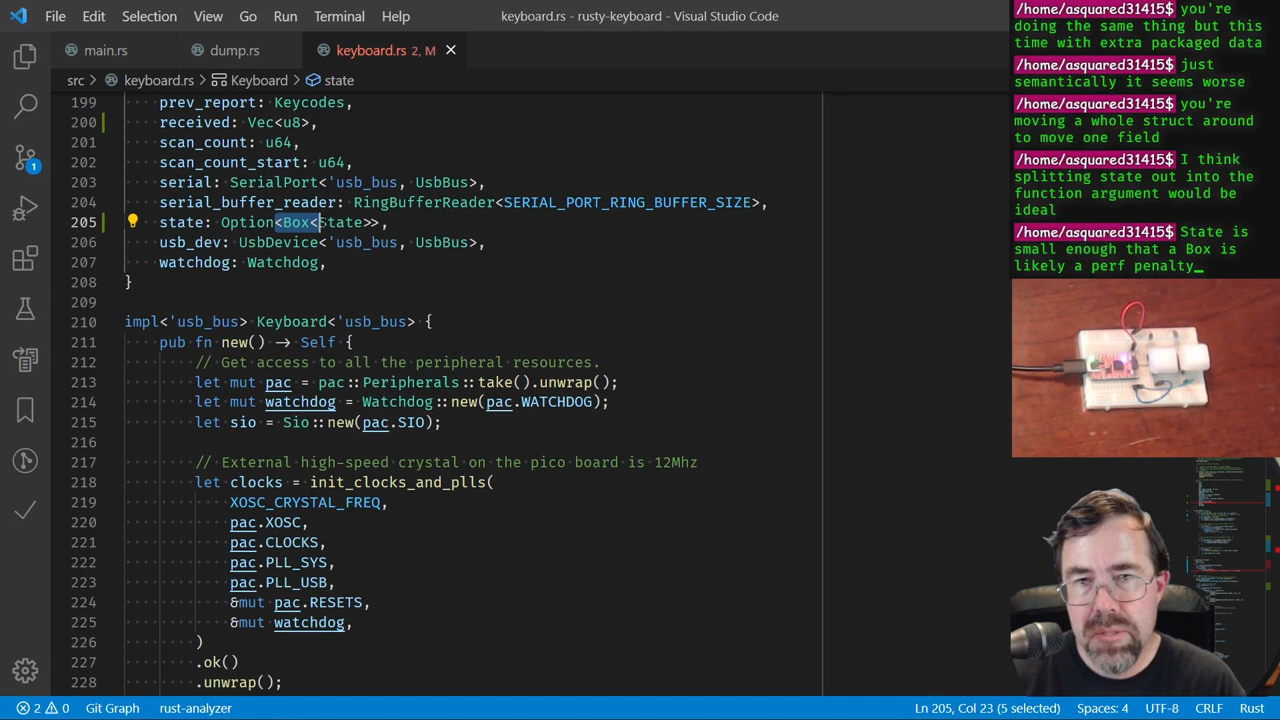 File Edit Selection View Go Run Terminal Help keyboard.rs - rusty-keyboard - Visual Studio Code
main.rs dump.rs keyboard.rs 2, M
src keyboard.rs Keyboard state
199 prev_report: Keycodes,
200 received: Vec<u8>,
201 scan_count: u64,
202 scan_count_start: u64,
203 serial: SerialPort<'usb_bus, UsbBus>,
204 serial_buffer_reader: RingBufferReader<SERIAL_PORT_RING_BUFFER_SIZE>,
205 state: Option<Box<State>>,
206 usb_dev: UsbDevice<'usb_bus, UsbBus>,
207 watchdog: Watchdog,
208 }
209
210 impl<'usb_bus> Keyboard<'usb_bus> {
211 pub fn new() → Self {
212 // Get access to all the peripheral resources.
213 let mut pac = pac::Peripherals::take().unwrap();
214 let mut watchdog = Watchdog::new(pac.WATCHDOG);
215 let sio = Sio::new(pac.SIO);
216
217 // External high-speed crystal on the pico board is 12Mhz
218 let clocks = init_clocks_and_plls(
219 XOSC_CRYSTAL_FREQ,
220 pac.XOSC,
221 pac.CLOCKS,
222 pac.PLL_SYS,
223 pac.PLL_USB,
224 &mut pac.RESETS,
225 &mut watchdog,
226 )
227 .ok()
228 .unwrap();
1
2 0 Git Graph rust-analyzer Ln 205, Col 23 (5 selected) Spaces: 4 UTF-8 CRLF Rust
/home/asquared31415$ you're
doing the same thing but this
time with extra packaged data
/home/asquared31415$ just
semantically it seems worse
/home/asquared31415$ you're
moving a whole struct around
to move one field
/home/asquared31415$ I think
splitting state out into the
function argument would be
ideal
/home/asquared31415$ State is
small enough that a Box is
likely a perf penalty_